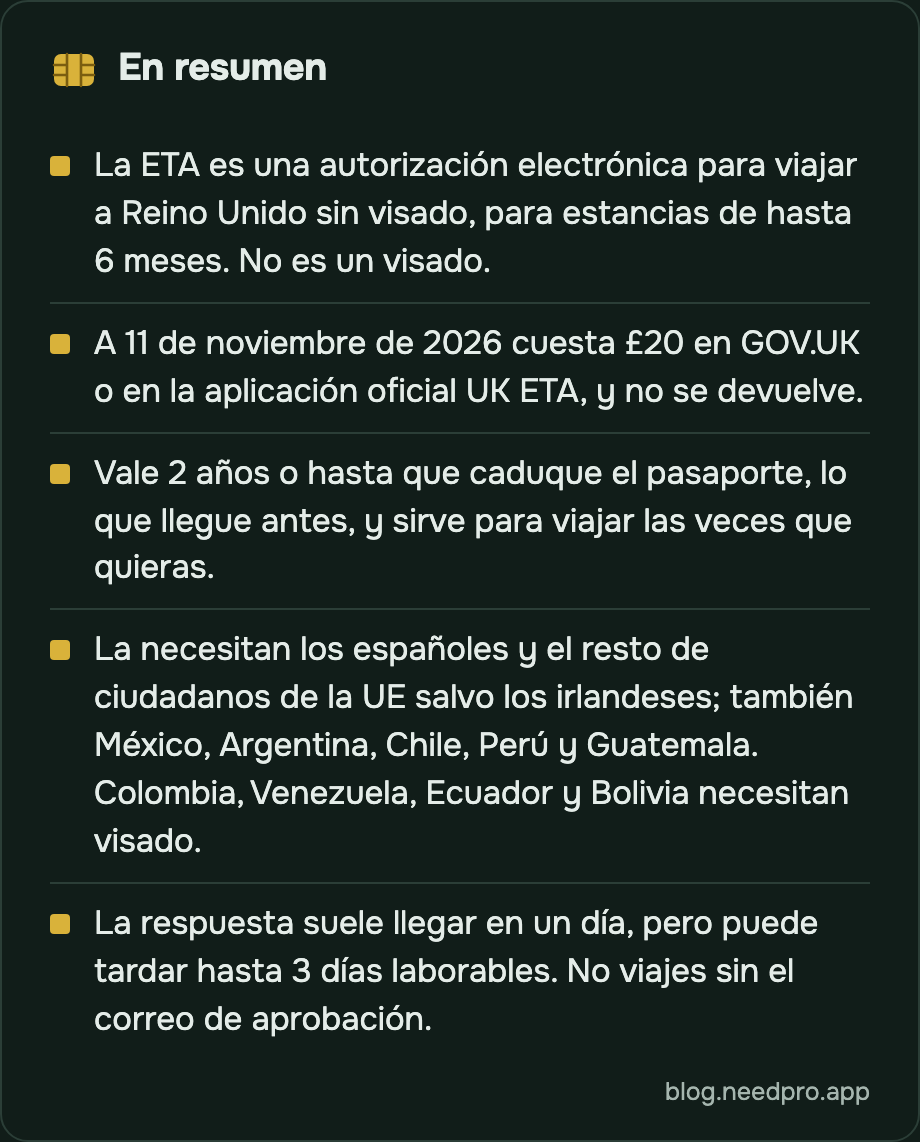 En resumen
La ETA es una autorización electrónica para viajar
a Reino Unido sin visado, para estancias de hasta
6 meses. No es un visado.
A 11 de noviembre de 2026 cuesta £20 en GOV.UK
o en la aplicación oficial UK ETA, y no se devuelve.
Vale 2 años o hasta que caduque el pasaporte, lo
que llegue antes, y sirve para viajar las veces que
quieras.
La necesitan los españoles y el resto de
ciudadanos de la UE salvo los irlandeses; también
México, Argentina, Chile, Perú y Guatemala.
Colombia, Venezuela, Ecuador y Bolivia necesitan
visado.
La respuesta suele llegar en un día, pero puede
tardar hasta 3 días laborables. No viajes sin el
correo de aprobación.
blog.needpro.app